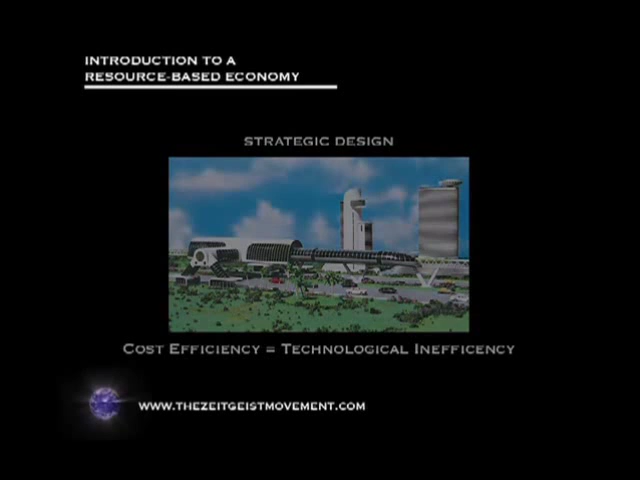 INTRODUCTION TO A
RESOURCE-BASED ECONOMY
STRATEGIC DESIGN
COST EFFICIENCY = TECHNOLOGICAL INEFFICENCY
WWW.THEZEITGEISTMOVEMENT.COM